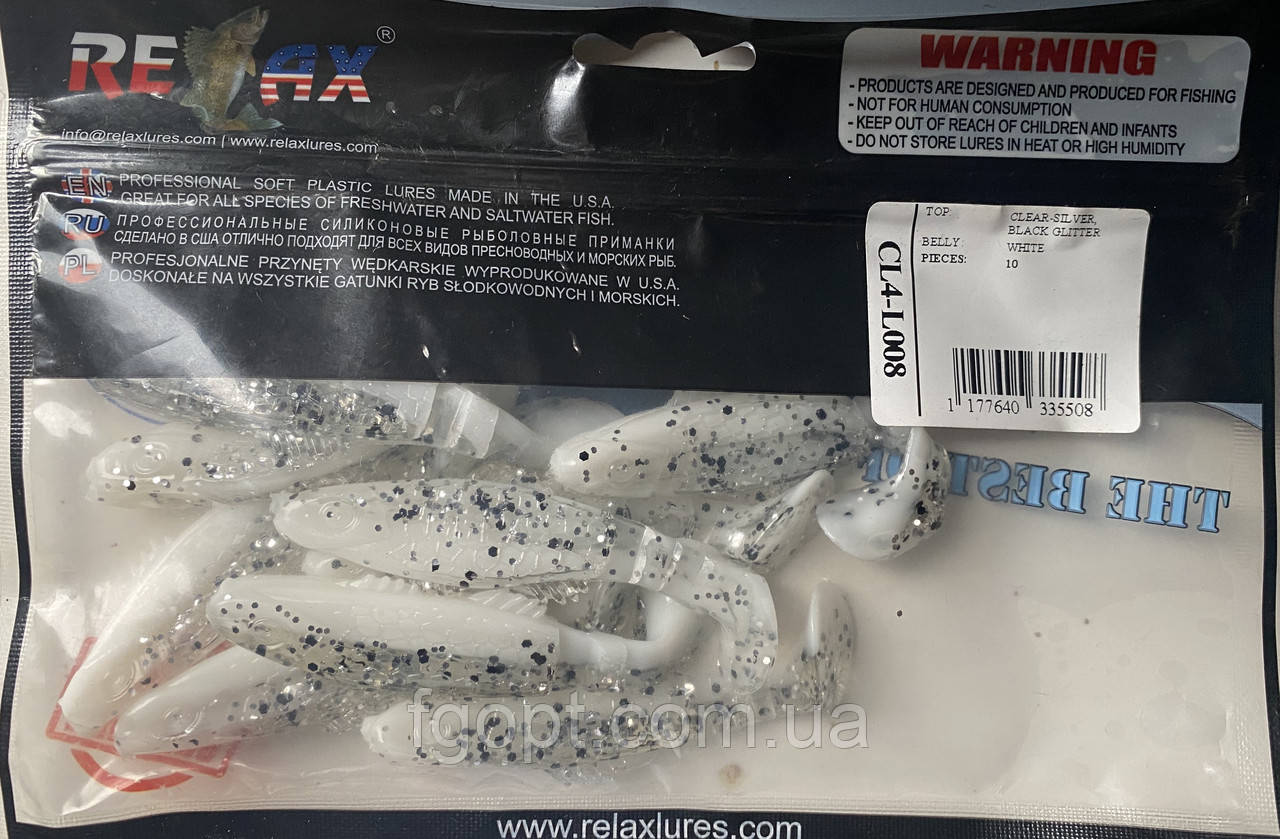 RELAX®
info@relaxlures.com | www.relaxlures.com
WARNING
- PRODUCTS ARE DESIGNED AND PRODUCED FOR FISHING
- NOT FOR HUMAN CONSUMPTION
- KEEP OUT OF REACH OF CHILDREN AND INFANTS
- DO NOT STORE LURES IN HEAT OR HIGH HUMIDITY
EN PROFESSIONAL SOFT PLASTIC LURES MADE IN THE U.S.A.
GREAT FOR ALL SPECIES OF FRESHWATER AND SALTWATER FISH.
RU ПРОФЕССИОНАЛЬНЫЕ СИЛИКОНОВЫЕ РЫБОЛОВНЫЕ ПРИМАНКИ
СДЕЛАНО В США ОТЛИЧНО ПОДХОДЯТ ДЛЯ ВСЕХ ВИДОВ ПРЕСНОВОДНЫХ И МОРСКИХ РЫБ.
PL PROFESJONALNE PRZYNĘTY WĘDKARSKIE WYPRODUKOWANE W U.S.A.
DOSKONAŁE NA WSZYSTKIE GATUNKI RYB SŁODKOWODNYCH I MORSKICH.
CL4-L008
TOP: CLEAR-SILVER,
BLACK GLITTER
BELLY: WHITE
PIECES: 10
1 177640 335508
THE BEST
fgopt.com.ua
www.relaxlures.com